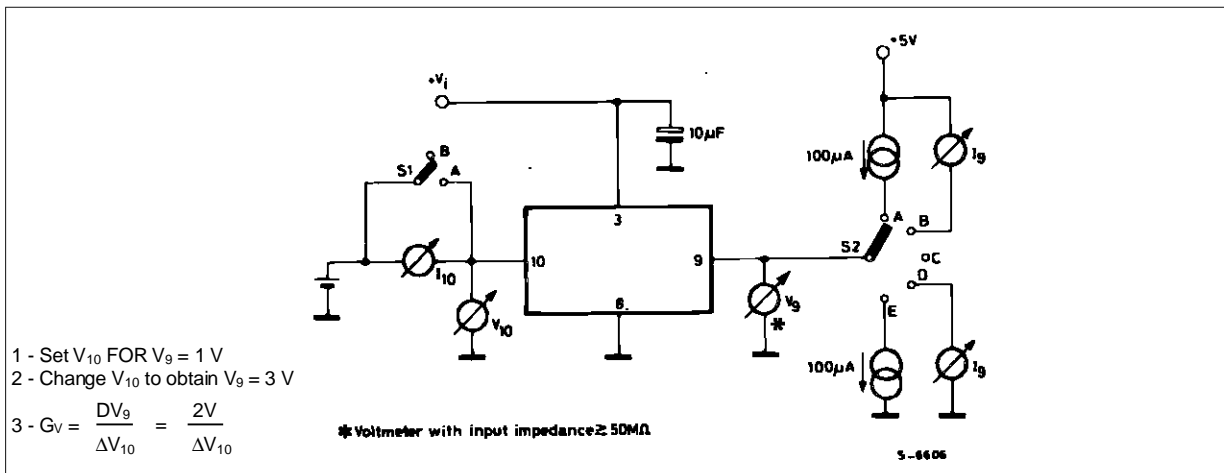 +5V
+Vi
10µF
100µA
I9
B
S1
A
A
B
3
S2
C
10
9
D
I10
V10
V9
*
E
6
100µA
I9
1 - Set V10 FOR V9 = 1 V
2 - Change V10 to obtain V9 = 3 V
3 - GV = DV9 / ΔV10 = 2V / ΔV10
* Voltmeter with input impedance ≥ 50MΩ
S-6606